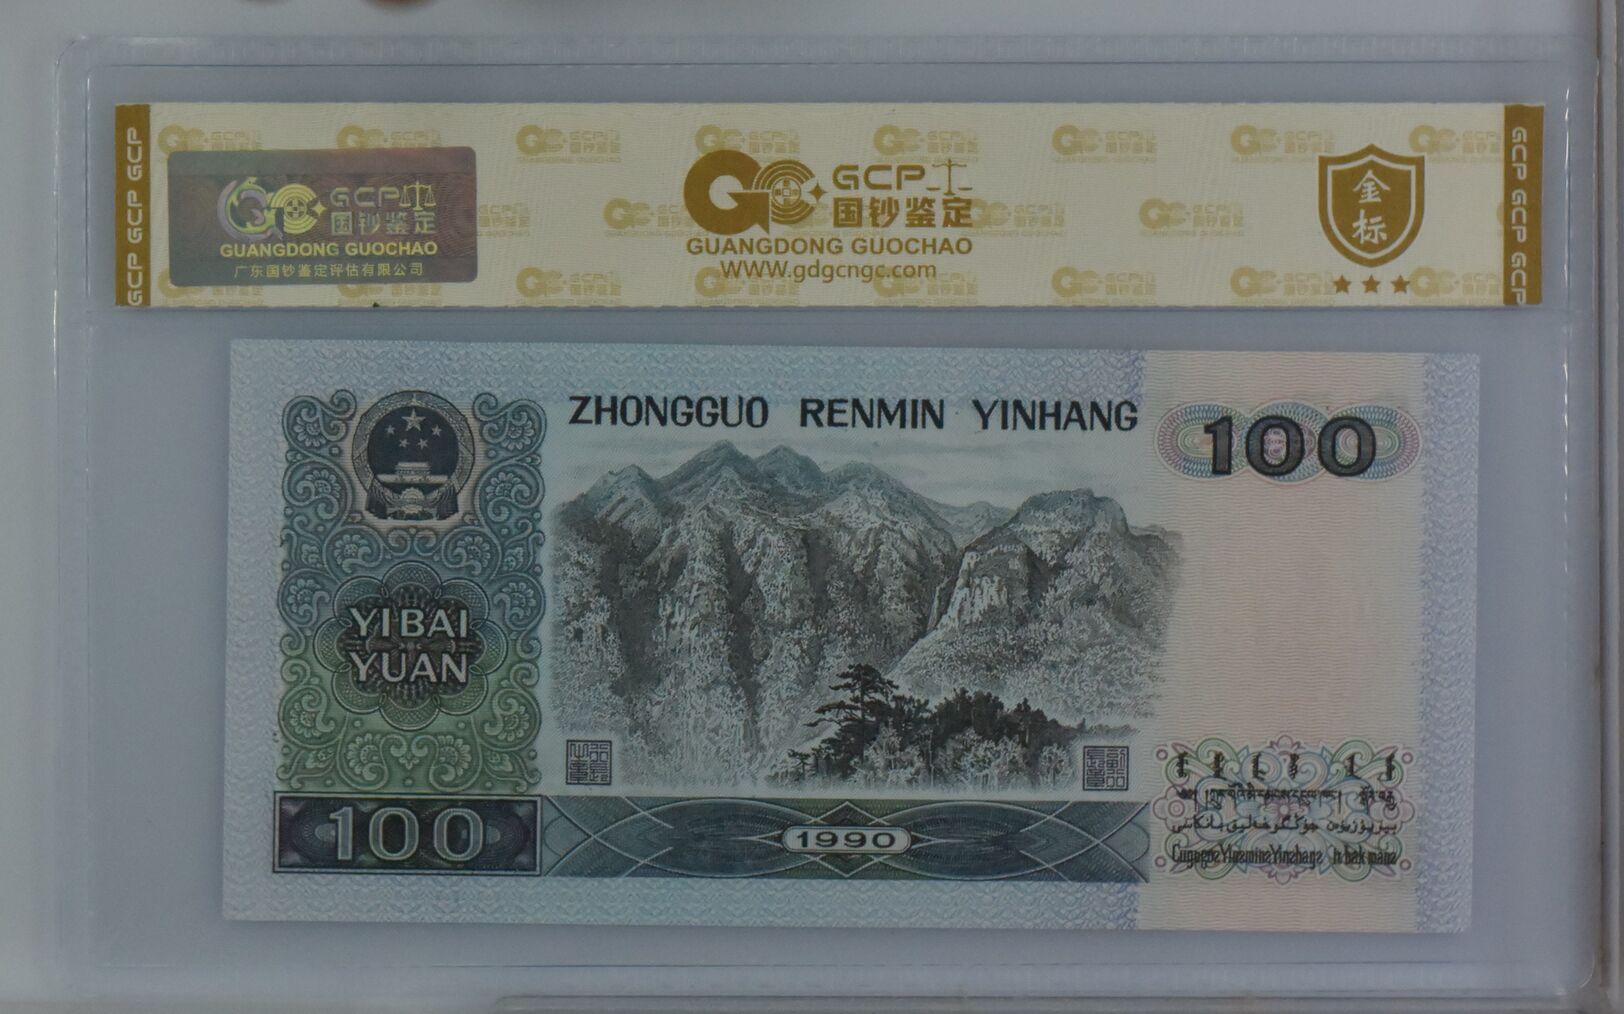 GCP GCP GCP
GCP 国钞鉴定
GUANGDONG GUOCHAO
广东国钞鉴定评估有限公司
GCP
国钞鉴定
GUANGDONG GUOCHAO
WWW.gdgcngc.com
金标
GCP GCP GCP
ZHONGGUO RENMIN YINHANG
100
YI BAI
YUAN
100
1990